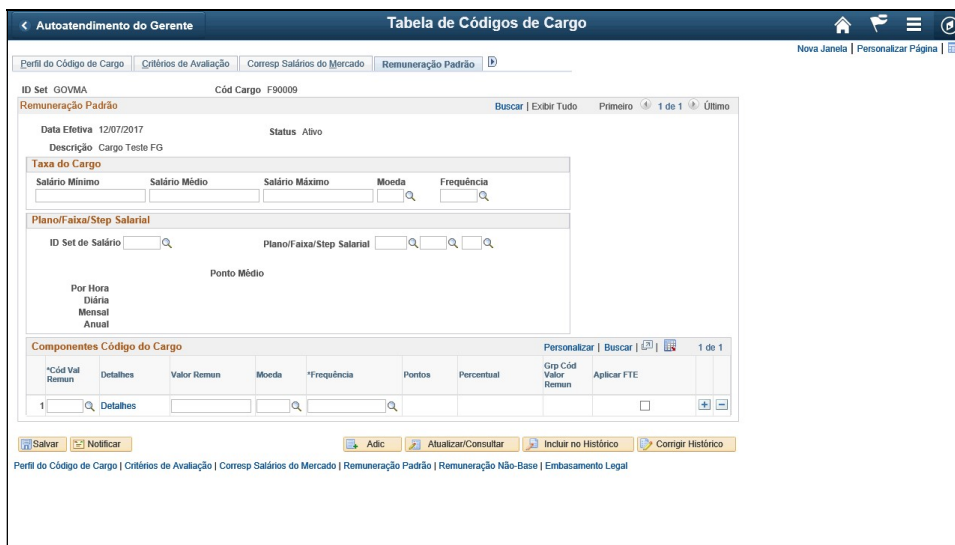 Autoatendimento do Gerente Tabela de Códigos de Cargo
Nova Janela | Personalizar Página |
Perfil do Código de Cargo Critérios de Avaliação Corresp Salários do Mercado Remuneração Padrão
ID Set GOVMA Cód Cargo F90009
Remuneração Padrão Buscar | Exibir Tudo Primeiro 1 de 1 Último
Data Efetiva 12/07/2017 Status Ativo
Descrição Cargo Teste FG
Taxa do Cargo
Salário Mínimo Salário Médio Salário Máximo Moeda Frequência
Plano/Faixa/Step Salarial
ID Set de Salário Plano/Faixa/Step Salarial
Ponto Médio
Por Hora
Diária
Mensal
Anual
Componentes Código do Cargo Personalizar | Buscar | | 1 de 1
*Cód Val Remun Detalhes Valor Remun Moeda *Frequência Pontos Percentual Grp Cód Valor Remun Aplicar FTE
1 Detalhes
Salvar Notificar Adic Atualizar/Consultar Incluir no Histórico Corrigir Histórico
Perfil do Código de Cargo | Critérios de Avaliação | Corresp Salários do Mercado | Remuneração Padrão | Remuneração Não-Base | Embasamento Legal